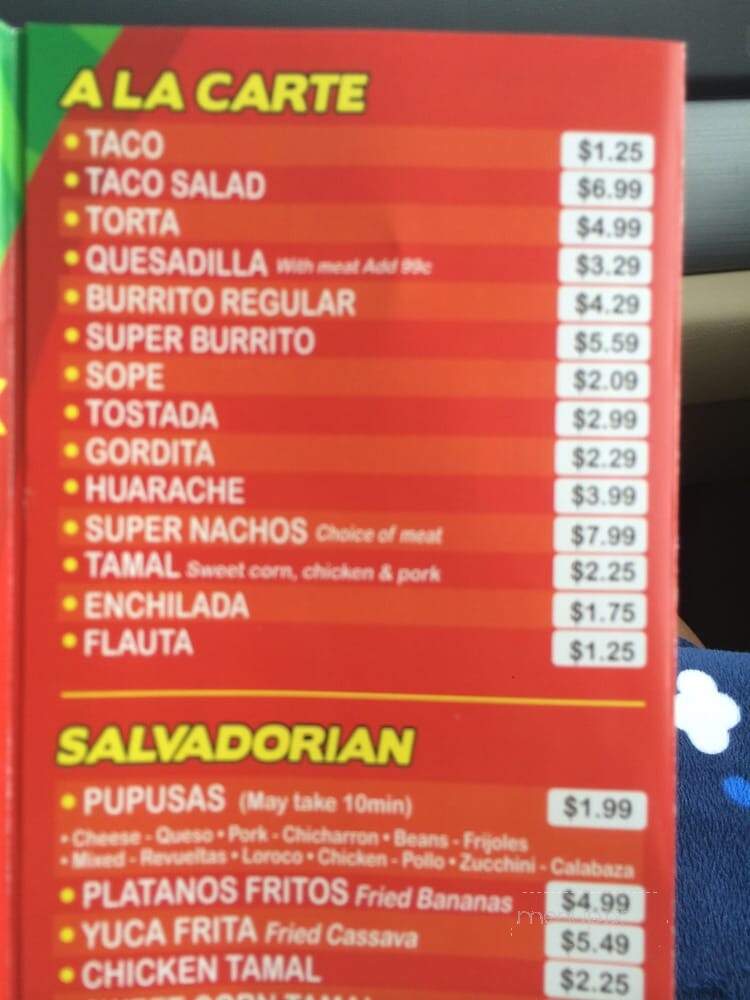 A LA CARTE
• TACO $1.25
• TACO SALAD $6.99
• TORTA $4.99
• QUESADILLA With meat Add 99c $3.29
• BURRITO REGULAR $4.29
• SUPER BURRITO $5.59
• SOPE $2.09
• TOSTADA $2.99
• GORDITA $2.29
• HUARACHE $3.99
• SUPER NACHOS Choice of meat $7.99
• TAMAL Sweet corn, chicken & pork $2.25
• ENCHILADA $1.75
• FLAUTA $1.25
SALVADORIAN
• PUPUSAS (May take 10min) $1.99
• Cheese - Queso • Pork - Chicharron • Beans - Frijoles
• Mixed - Revueltas • Loroco • Chicken - Pollo • Zucchini - Calabaza
• PLATANOS FRITOS Fried Bananas $4.99
• YUCA FRITA Fried Cassava $5.49
• CHICKEN TAMAL $2.25